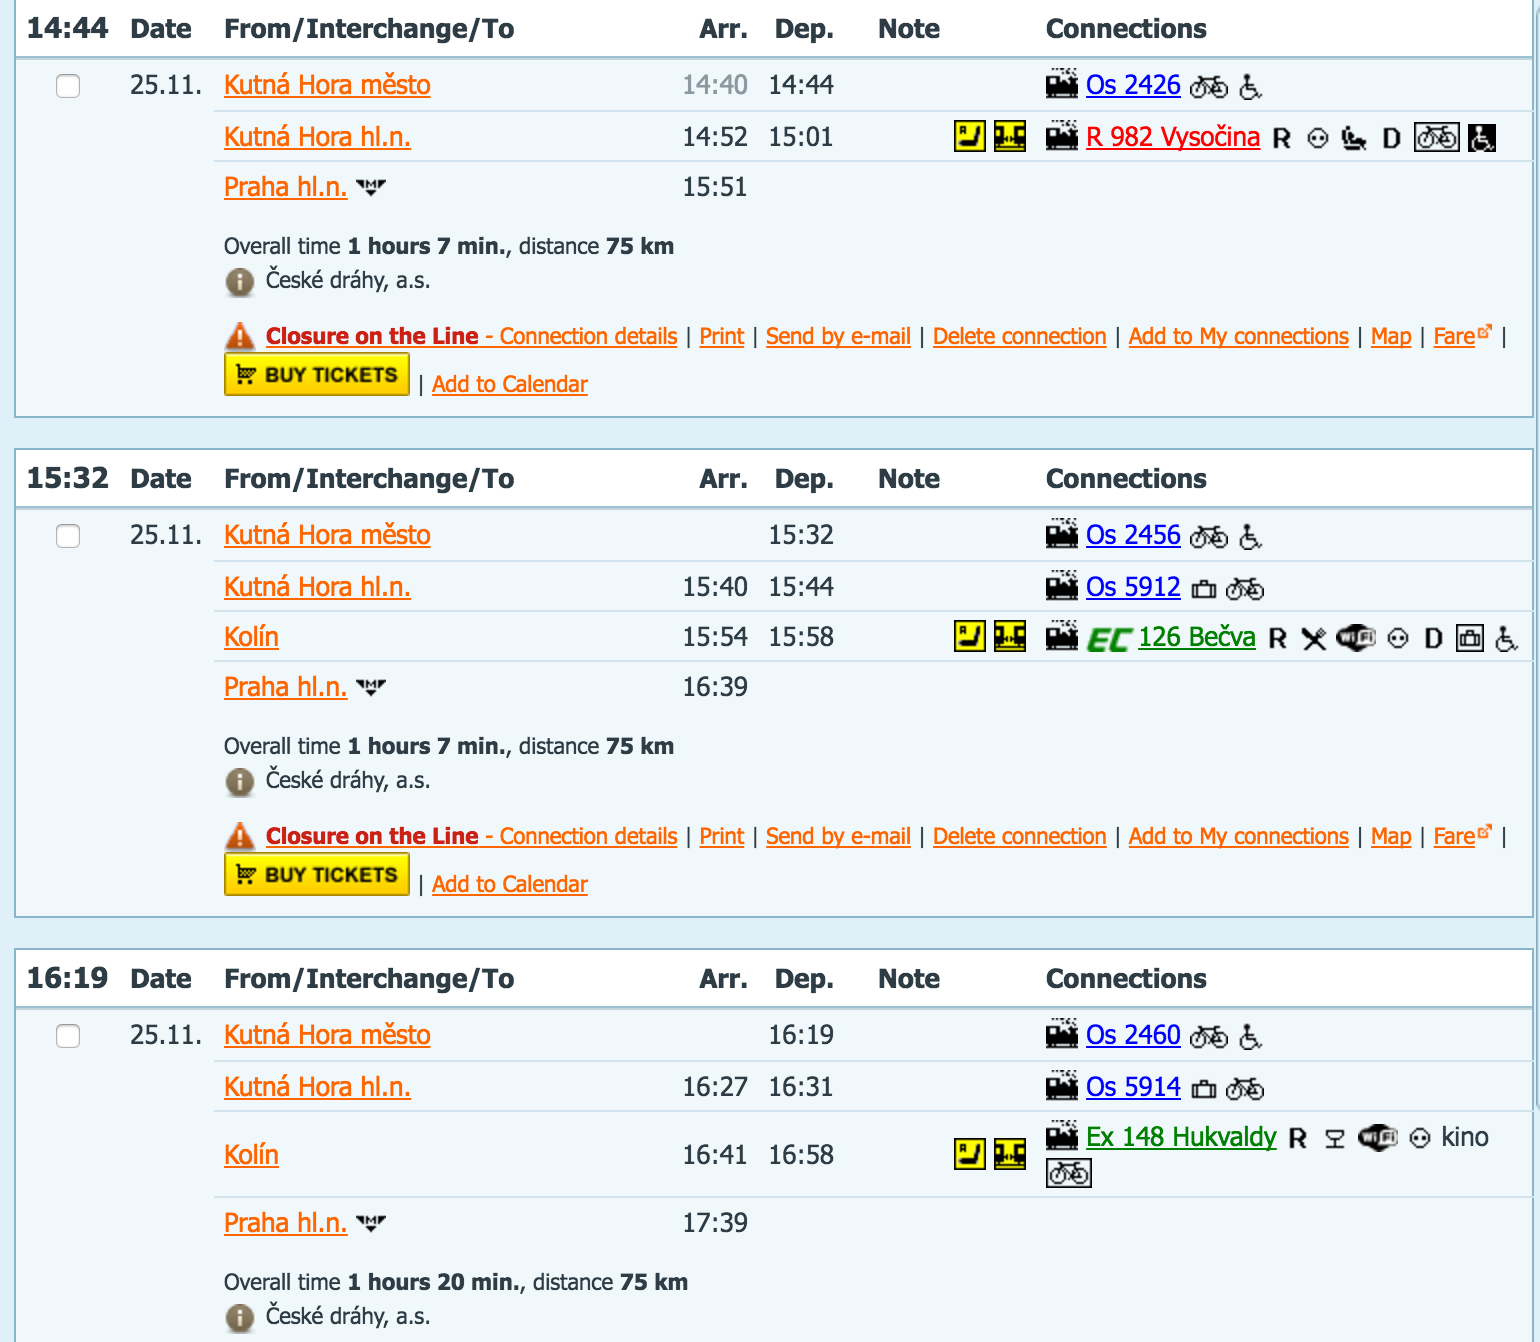 14:44 Date From/Interchange/To Arr. Dep. Note Connections
25.11. Kutná Hora město 14:40 14:44 Os 2426
Kutná Hora hl.n. 14:52 15:01 R R 982 Vysočina R D
Praha hl.n. M 15:51
Overall time 1 hours 7 min., distance 75 km
i České dráhy, a.s.
Closure on the Line - Connection details | Print | Send by e-mail | Delete connection | Add to My connections | Map | Fare |
BUY TICKETS | Add to Calendar
15:32 Date From/Interchange/To Arr. Dep. Note Connections
25.11. Kutná Hora město 15:32 Os 2456
Kutná Hora hl.n. 15:40 15:44 Os 5912
Kolín 15:54 15:58 R EC 126 Bečva R WiFi D
Praha hl.n. M 16:39
Overall time 1 hours 7 min., distance 75 km
i České dráhy, a.s.
Closure on the Line - Connection details | Print | Send by e-mail | Delete connection | Add to My connections | Map | Fare |
BUY TICKETS | Add to Calendar
16:19 Date From/Interchange/To Arr. Dep. Note Connections
25.11. Kutná Hora město 16:19 Os 2460
Kutná Hora hl.n. 16:27 16:31 Os 5914
Kolín 16:41 16:58 R Ex 148 Hukvaldy R WiFi kino
Praha hl.n. M 17:39
Overall time 1 hours 20 min., distance 75 km
i České dráhy, a.s.